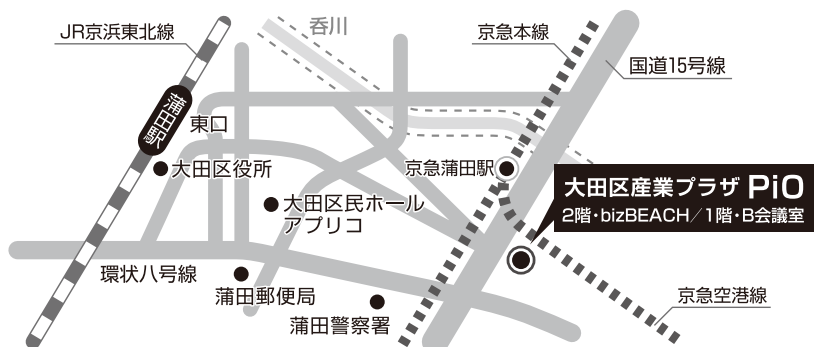 JR京浜東北線
呑川
京急本線
国道15号線
蒲田駅
東口
大田区役所
京急蒲田駅
大田区産業プラザ PiO
2階・bizBEACH／1階・B会議室
大田区民ホール
アプリコ
環状八号線
蒲田郵便局
京急空港線
蒲田警察署